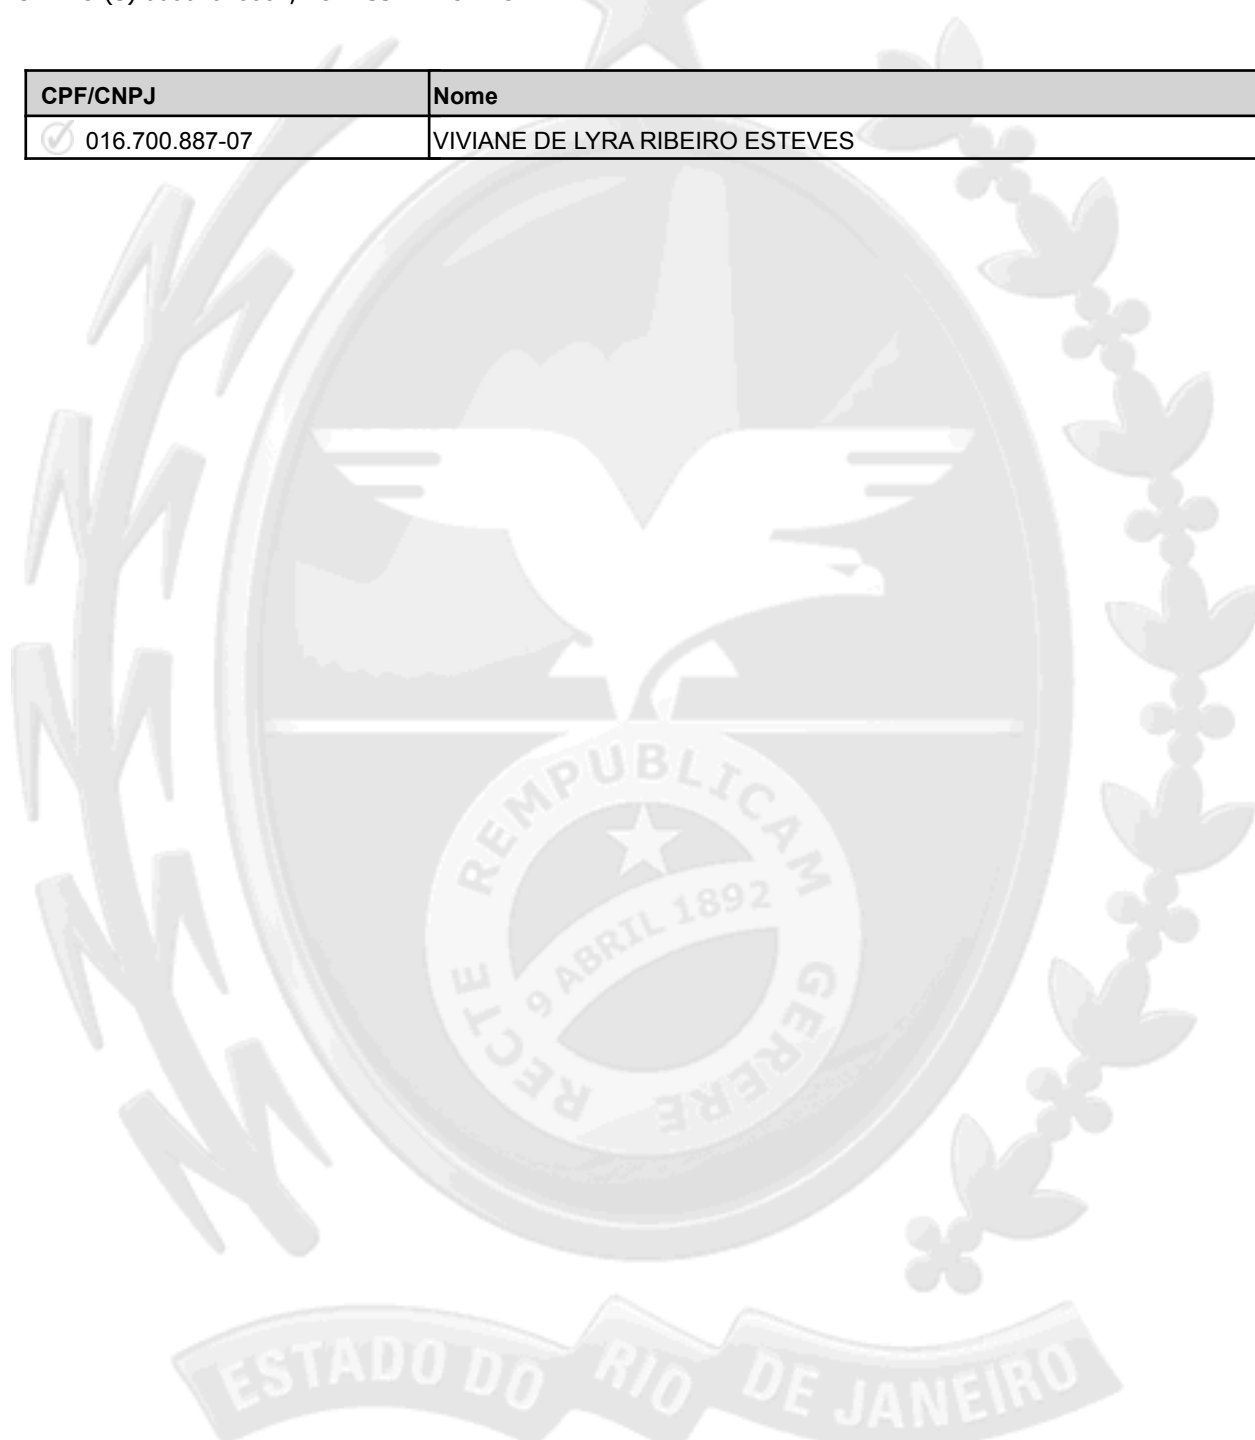 CPF/CNPJ Nome
016.700.887-07 VIVIANE DE LYRA RIBEIRO ESTEVES
REMPUBLICAM
9 ABRIL 1892
RECTE GERERE
ESTADO DO RIO DE JANEIRO